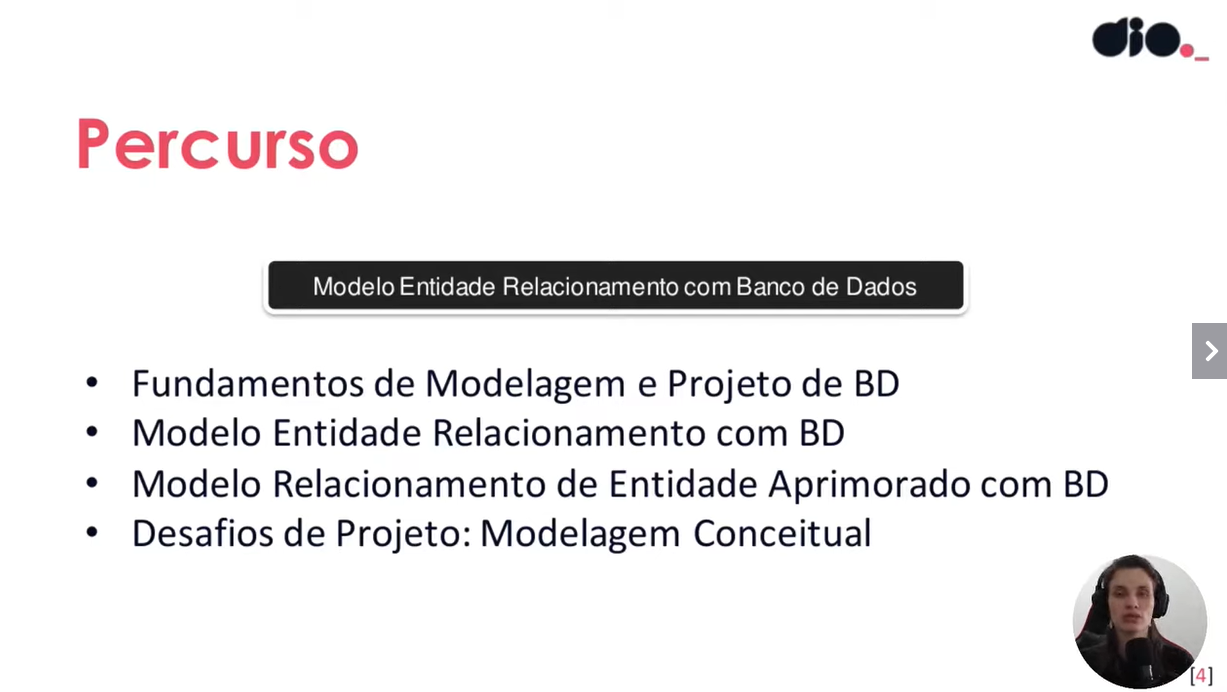 dio._
Percurso
Modelo Entidade Relacionamento com Banco de Dados
• Fundamentos de Modelagem e Projeto de BD
• Modelo Entidade Relacionamento com BD
• Modelo Relacionamento de Entidade Aprimorado com BD
• Desafios de Projeto: Modelagem Conceitual
[4]